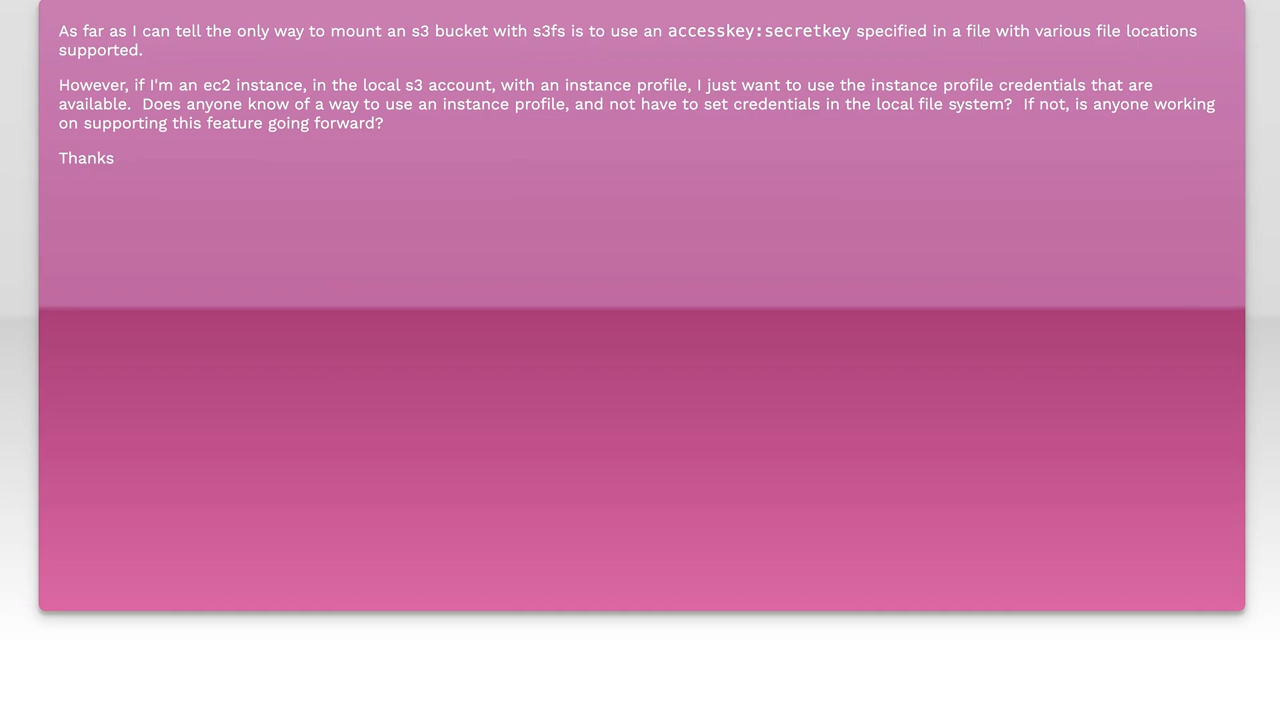 As far as I can tell the only way to mount an s3 bucket with s3fs is to use an accesskey:secretkey specified in a file with various file locations
supported.
However, if I'm an ec2 instance, in the local s3 account, with an instance profile, I just want to use the instance profile credentials that are
available.  Does anyone know of a way to use an instance profile, and not have to set credentials in the local file system?  If not, is anyone working
on supporting this feature going forward?
Thanks